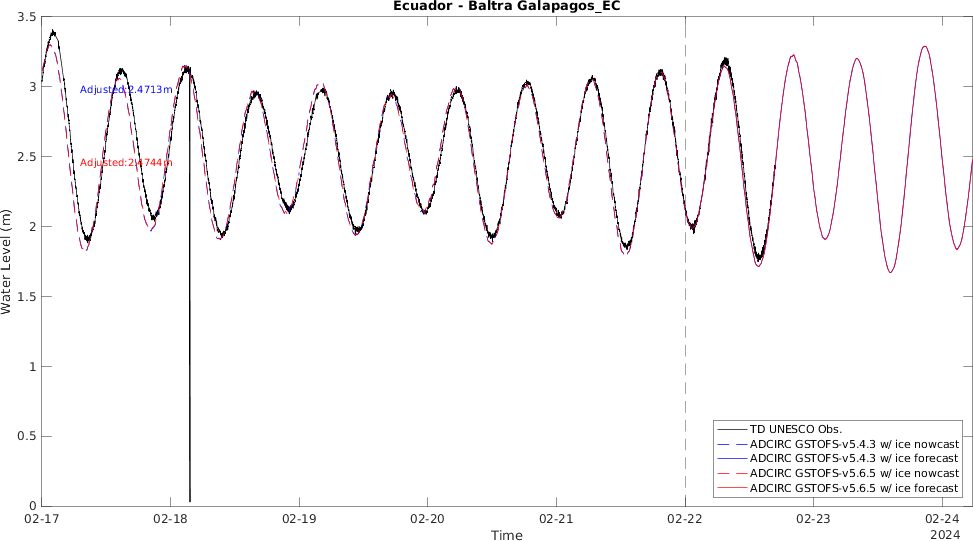 Ecuador - Baltra Galapagos_EC
3.5
3
2.5
2
1.5
1
0.5
0
Water Level (m)
Adjusted:2.4713m
Adjusted:2.4744m
TD UNESCO Obs.
ADCIRC GSTOFS-v5.4.3 w/ ice nowcast
ADCIRC GSTOFS-v5.4.3 w/ ice forecast
ADCIRC GSTOFS-v5.6.5 w/ ice nowcast
ADCIRC GSTOFS-v5.6.5 w/ ice forecast
02-17 02-18 02-19 02-20 02-21 02-22 02-23 02-24
Time
2024